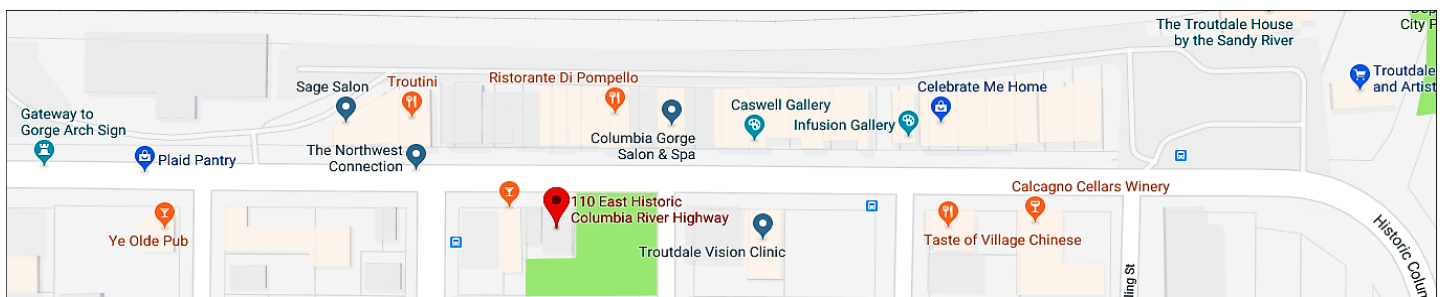 The Troutdale House
by the Sandy River
City P
Troutdale
and Artist
Sage Salon
Troutini
Ristorante Di Pompello
Celebrate Me Home
Gateway to
Gorge Arch Sign
Caswell Gallery
Infusion Gallery
Columbia Gorge
Salon & Spa
The Northwest
Connection
Plaid Pantry
Calcagno Cellars Winery
110 East Historic
Columbia River Highway
Ye Olde Pub
Troutdale Vision Clinic
Taste of Village Chinese
Historic Colum
ling St